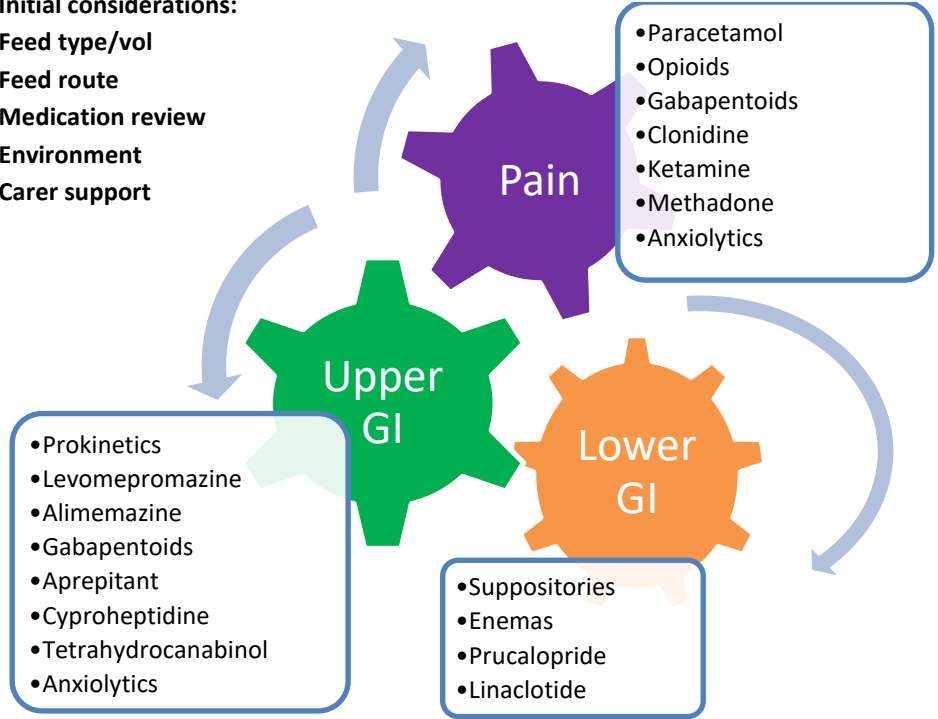 Initial considerations:
Feed type/vol
Feed route
Medication review
Environment
Carer support
Pain
•Paracetamol
•Opioids
•Gabapentoids
•Clonidine
•Ketamine
•Methadone
•Anxiolytics
Upper
GI
•Prokinetics
•Levomepromazine
•Alimemazine
•Gabapentoids
•Aprepitant
•Cyproheptidine
•Tetrahydrocanabinol
•Anxiolytics
Lower
GI
•Suppositories
•Enemas
•Prucalopride
•Linaclotide